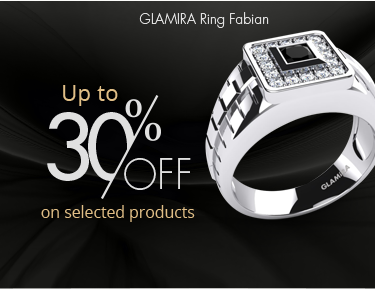 GLAMIRA Ring Fabian
Up to
30%
OFF
on selected products
GLAMIRA